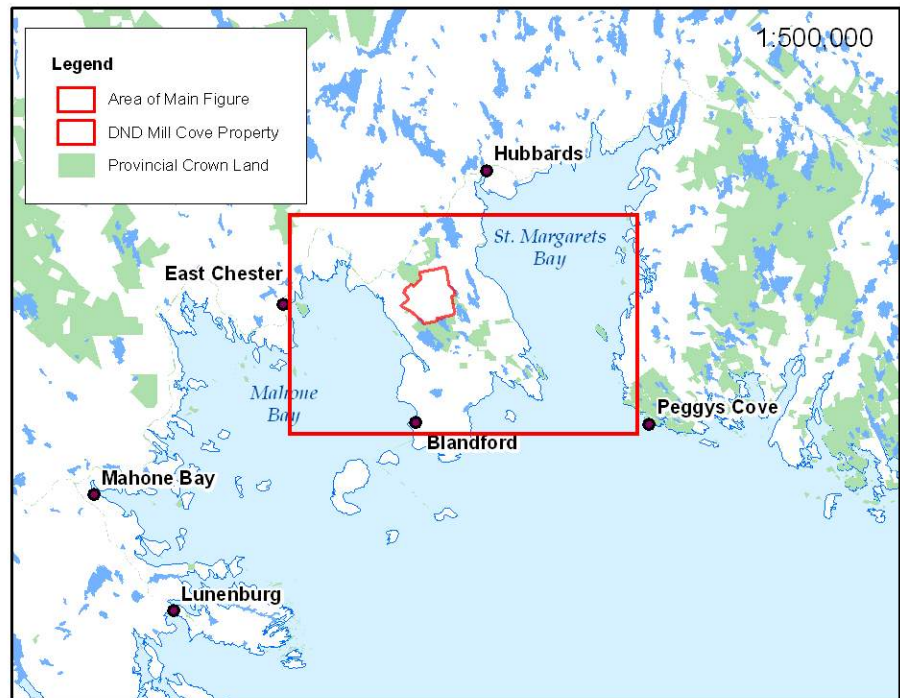 1:500,000
Legend
Area of Main Figure
DND Mill Cove Property
Provincial Crown Land
Hubbards
St. Margarets
Bay
East Chester
Mahone
Bay
Peggys Cove
Blandford
Mahone Bay
Lunenburg